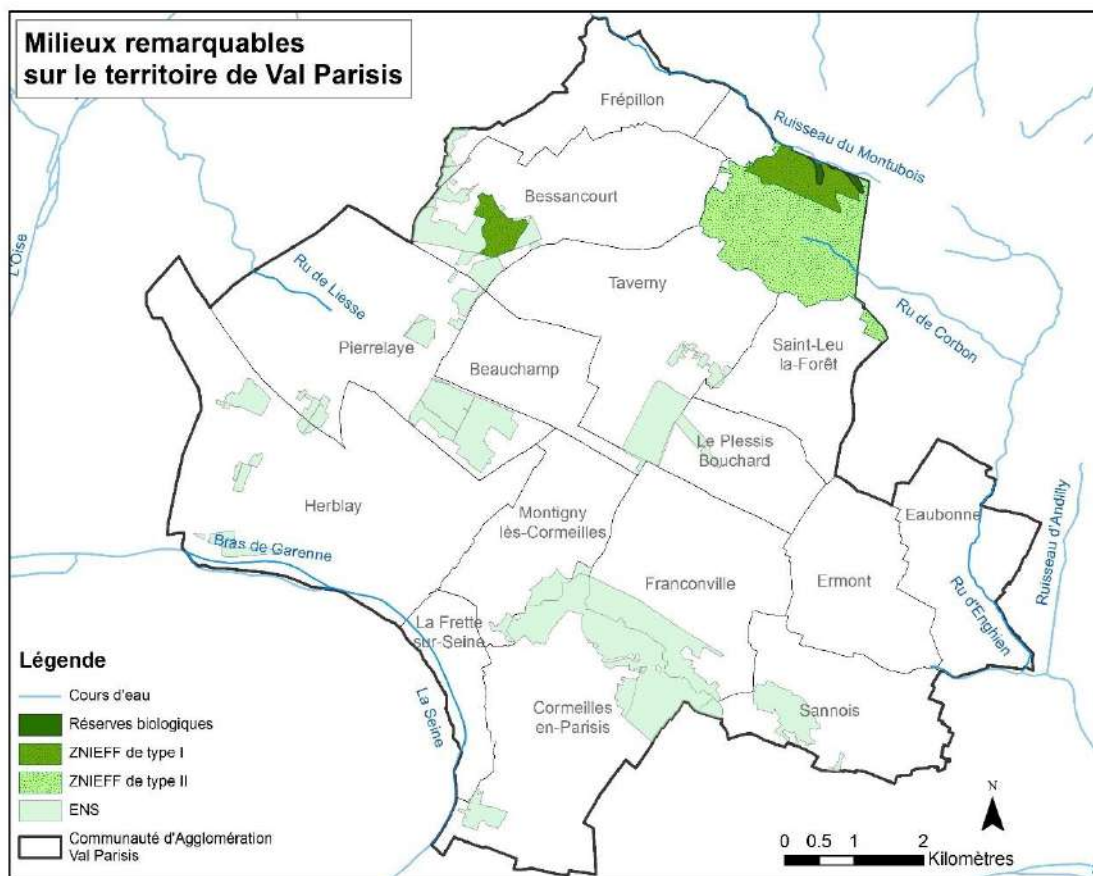 Milieux remarquables
sur le territoire de Val Parisis
Frépillon
Ruisseau du Montubois
Bessancourt
L'Oise
Ru de Liesse
Taverny
Ru de Corbon
Pierrelaye
Beauchamp
Saint-Leu
la-Forêt
Le Plessis
Bouchard
Herblay
Montigny
lès-Cormeilles
Eaubonne
Ruisseau d'Andilly
Bras de Garenne
Franconville
Ermont
Ru d'Enghien
La Frette
sur-Seine
La Seine
Cormeilles
en-Parisis
Sannois
Légende
Cours d'eau
Réserves biologiques
ZNIEFF de type I
ZNIEFF de type II
ENS
Communauté d'Agglomération
Val Parisis
N
0 0.5 1 2
Kilomètres